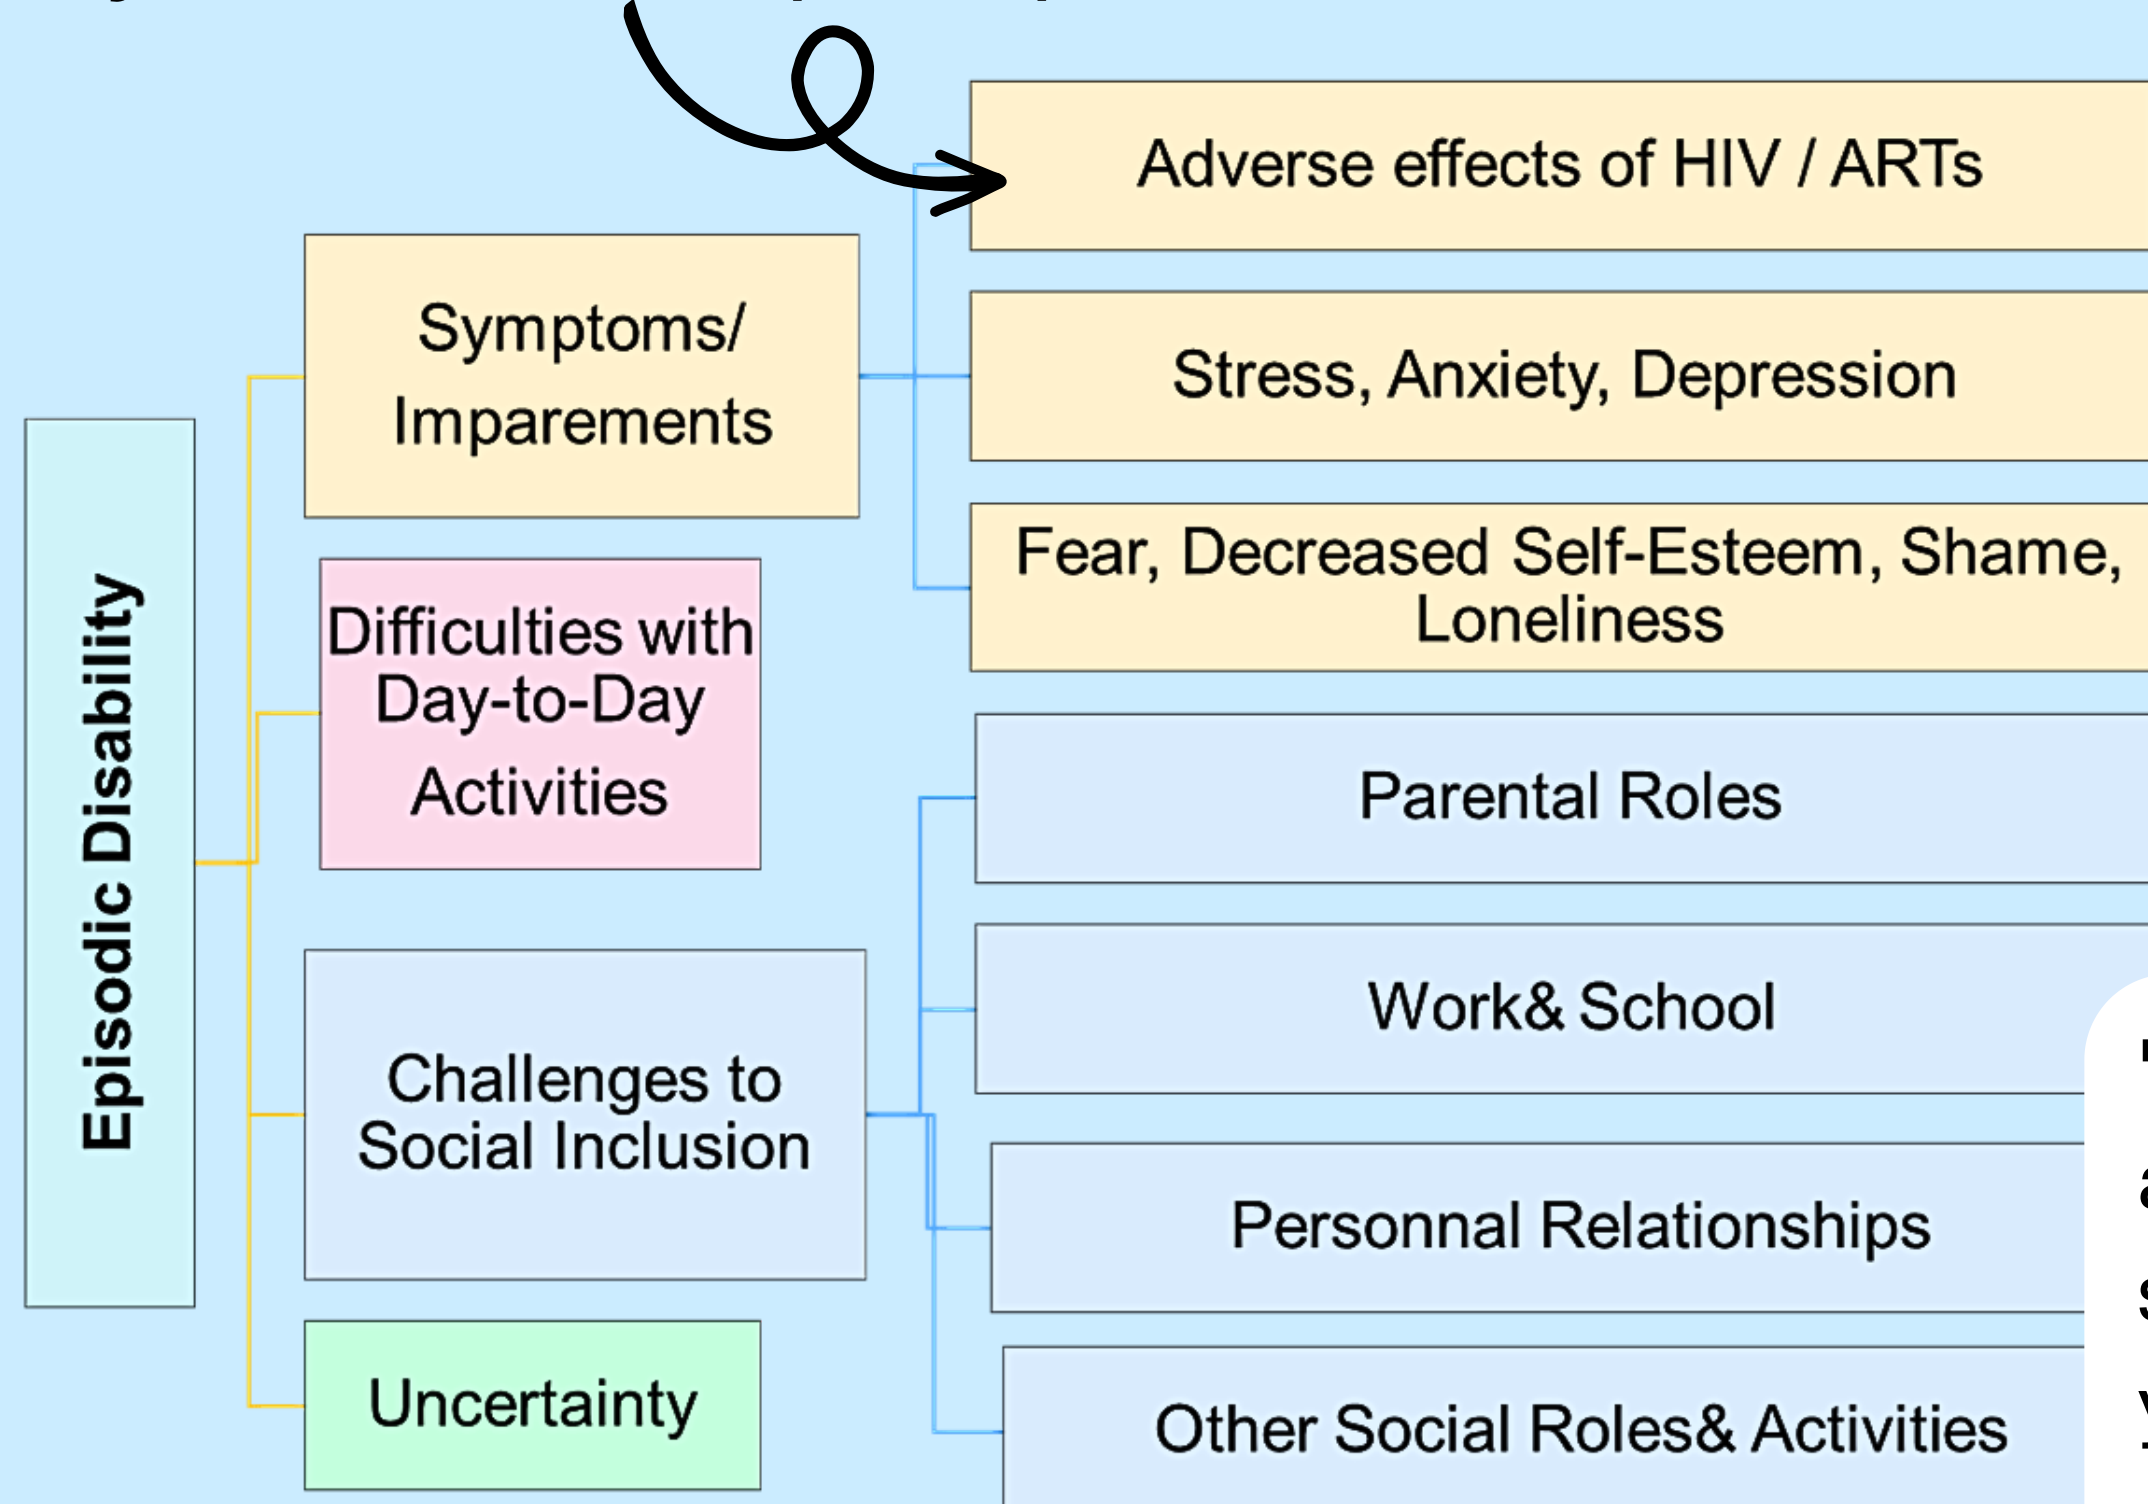 Adverse effects of HIV / ARTs
Symptoms/
Imparements
Stress, Anxiety, Depression
Fear, Decreased Self-Esteem, Shame,
Loneliness
Episodic Disability
Difficulties with
Day-to-Day
Activities
Parental Roles
Work& School
Challenges to
Social Inclusion
Personnal Relationships
Uncertainty
Other Social Roles& Activities